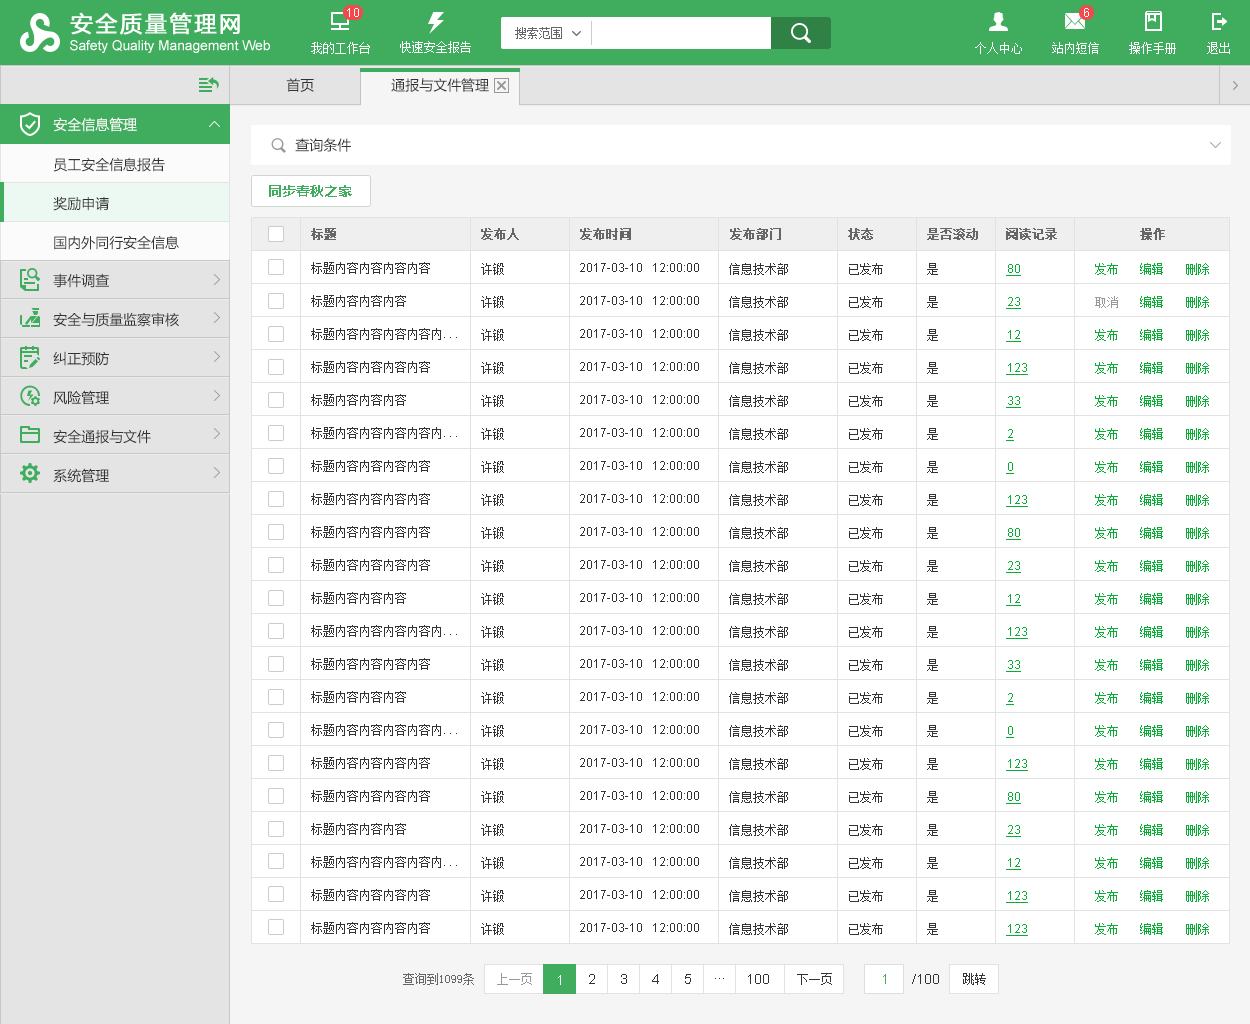 安全质量管理网
Safety Quality Management Web
10
我的工作台
快速安全报告
搜索范围
个人中心
6
站内短信
操作手册
退出
首页
通报与文件管理
安全信息管理
员工安全信息报告
奖励申请
国内外同行安全信息
事件调查
安全与质量监察审核
纠正预防
风险管理
安全通报与文件
系统管理
查询条件
同步春秋之家
标题 发布人 发布时间 发布部门 状态 是否滚动 阅读记录 操作
标题内容内容内容内容 许锻 2017-03-10 12:00:00 信息技术部 已发布 是 80 发布 编辑 删除
标题内容内容内容 许锻 2017-03-10 12:00:00 信息技术部 已发布 是 23 取消 编辑 删除
标题内容内容内容内容内... 许锻 2017-03-10 12:00:00 信息技术部 已发布 是 12 发布 编辑 删除
标题内容内容内容内容 许锻 2017-03-10 12:00:00 信息技术部 已发布 是 123 发布 编辑 删除
标题内容内容内容 许锻 2017-03-10 12:00:00 信息技术部 已发布 是 33 发布 编辑 删除
标题内容内容内容内容内... 许锻 2017-03-10 12:00:00 信息技术部 已发布 是 2 发布 编辑 删除
标题内容内容内容内容 许锻 2017-03-10 12:00:00 信息技术部 已发布 是 0 发布 编辑 删除
标题内容内容内容内容 许锻 2017-03-10 12:00:00 信息技术部 已发布 是 123 发布 编辑 删除
标题内容内容内容内容 许锻 2017-03-10 12:00:00 信息技术部 已发布 是 80 发布 编辑 删除
标题内容内容内容内容 许锻 2017-03-10 12:00:00 信息技术部 已发布 是 23 发布 编辑 删除
标题内容内容内容 许锻 2017-03-10 12:00:00 信息技术部 已发布 是 12 发布 编辑 删除
标题内容内容内容内容内... 许锻 2017-03-10 12:00:00 信息技术部 已发布 是 123 发布 编辑 删除
标题内容内容内容内容 许锻 2017-03-10 12:00:00 信息技术部 已发布 是 33 发布 编辑 删除
标题内容内容内容 许锻 2017-03-10 12:00:00 信息技术部 已发布 是 2 发布 编辑 删除
标题内容内容内容内容内... 许锻 2017-03-10 12:00:00 信息技术部 已发布 是 0 发布 编辑 删除
标题内容内容内容内容 许锻 2017-03-10 12:00:00 信息技术部 已发布 是 123 发布 编辑 删除
标题内容内容内容内容 许锻 2017-03-10 12:00:00 信息技术部 已发布 是 80 发布 编辑 删除
标题内容内容内容 许锻 2017-03-10 12:00:00 信息技术部 已发布 是 23 发布 编辑 删除
标题内容内容内容内容内... 许锻 2017-03-10 12:00:00 信息技术部 已发布 是 12 发布 编辑 删除
标题内容内容内容内容 许锻 2017-03-10 12:00:00 信息技术部 已发布 是 123 发布 编辑 删除
标题内容内容内容内容 许锻 2017-03-10 12:00:00 信息技术部 已发布 是 123 发布 编辑 删除
查询到1099条 上一页 1 2 3 4 5 ... 100 下一页 1 /100 跳转